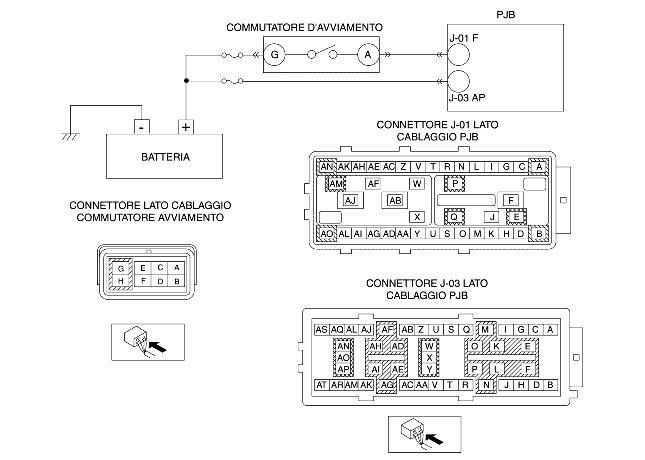 COMMUTATORE D'AVVIAMENTO
PJB
G
A
J-01 F
J-03 AP
- +
BATTERIA
CONNETTORE J-01 LATO
CABLAGGIO PJB
AN AK AH AE AC Z V T R N L I G C A
AM AF W P
AJ AB F
X Q J E
AO AL AI AG AD AA Y U S O M K H D B
CONNETTORE LATO CABLAGGIO
COMMUTATORE AVVIAMENTO
G E C A
H F D B
CONNETTORE J-03 LATO
CABLAGGIO PJB
AS AQ AL AJ AF AB Z U S Q M I G C A
AN AH AD W O K E
AO X
AP AI AE Y P L F
AT AR AM AK AG AC AA V T R N J H D B